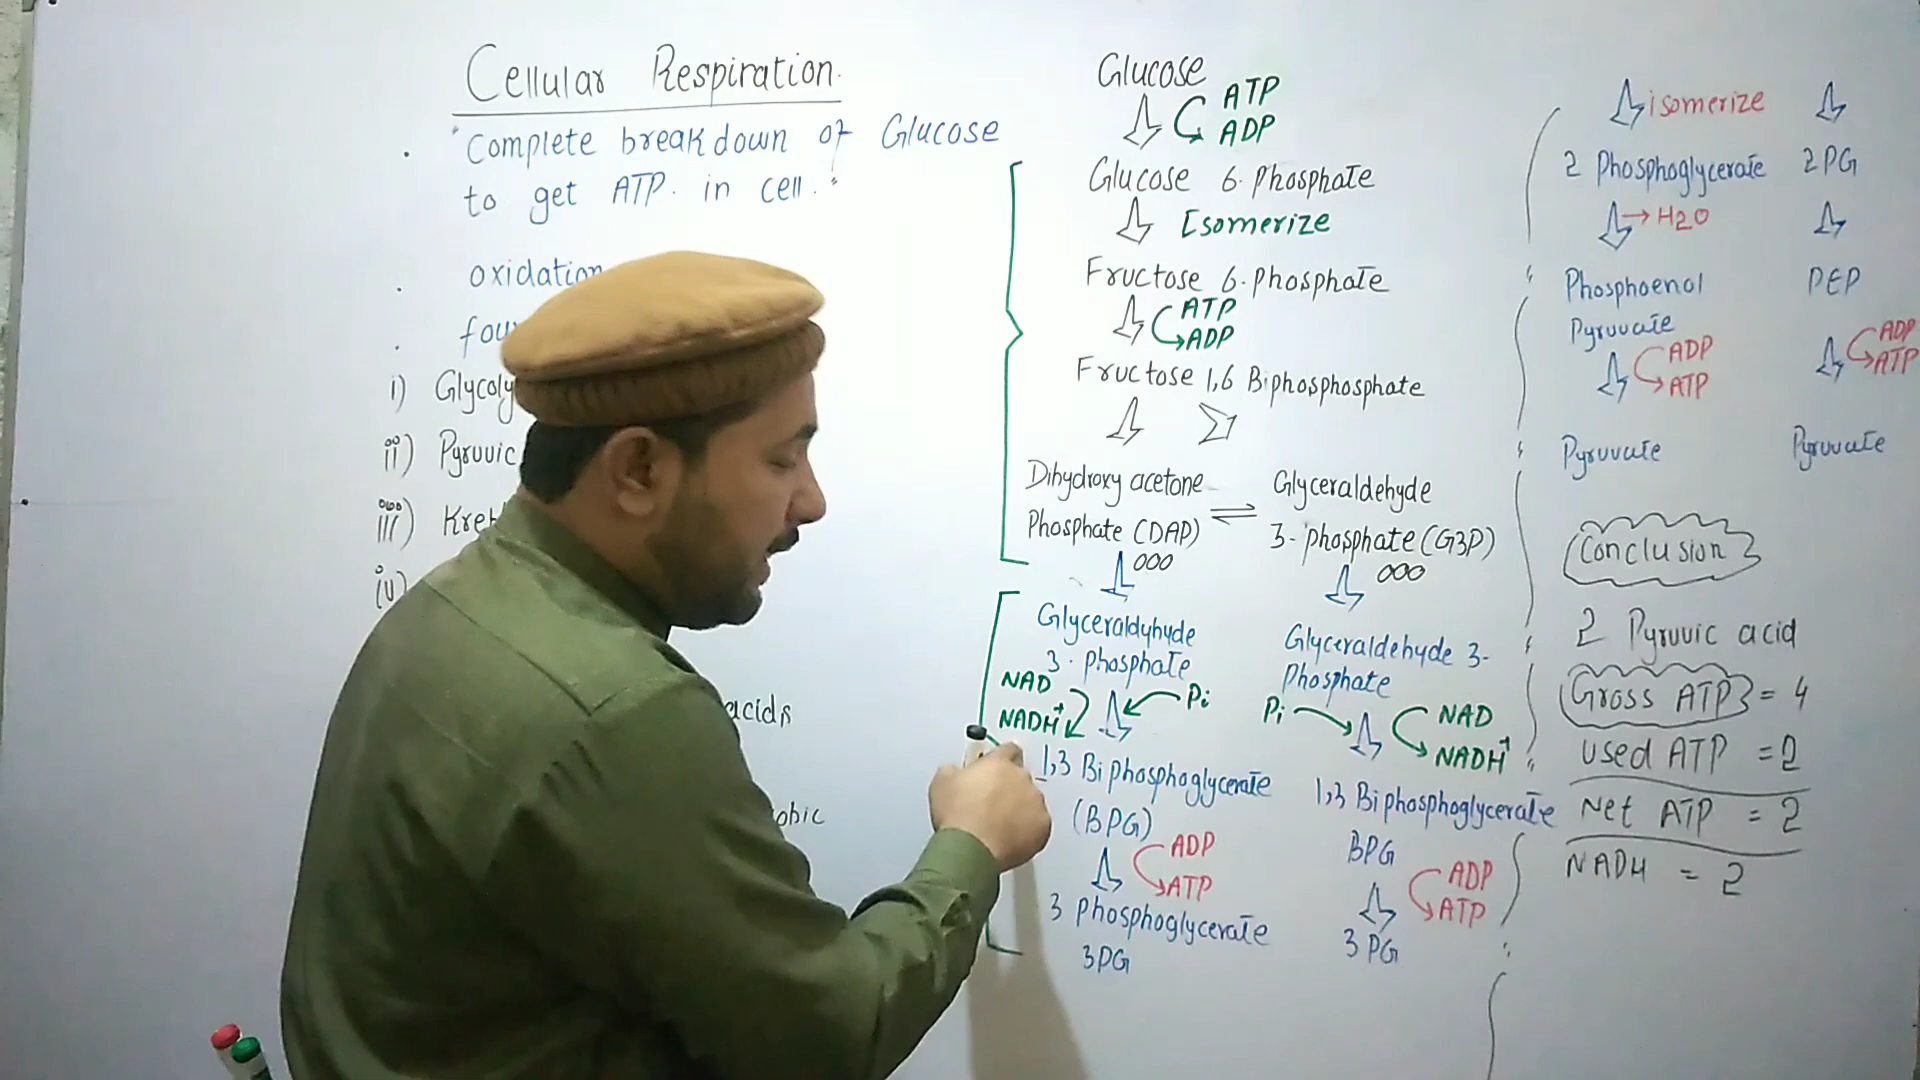 Cellular Respiration.
. "Complete breakdown of Glucose
to get ATP. in cell."
. oxidation
.
i)
ii) Pyruvic
iii)
iv)
acids
Glucose
ATP
ADP
Glucose 6-Phosphate
Isomerize
Fructose 6-Phosphate
ATP
ADP
Fructose 1,6 Biphosphosphate
Dihydroxy acetone
Phosphate (DAP)
Glyceraldehyde
3-phosphate (G3P)
000
000
Glyceraldyhyde
3-phosphate
NAD
NADH+
Pi
1,3 Biphosphoglycerate
(BPG)
ADP
ATP
3 phosphoglycerate
3PG
Glyceraldehyde 3-
Phosphate
Pi
NAD
NADH+
1,3 Biphosphoglycerate
BPG
ADP
ATP
3 PG
isomerize
2 Phosphoglycerate 2PG
→ H2O
Phosphoenol PEP
Pyruvate
ADP
ATP
ADP
ATP
Pyruvate Pyruvate
Conclusion
2 Pyruvic acid
Gross ATP = 4
used ATP = 2
Net ATP = 2
NADH = 2